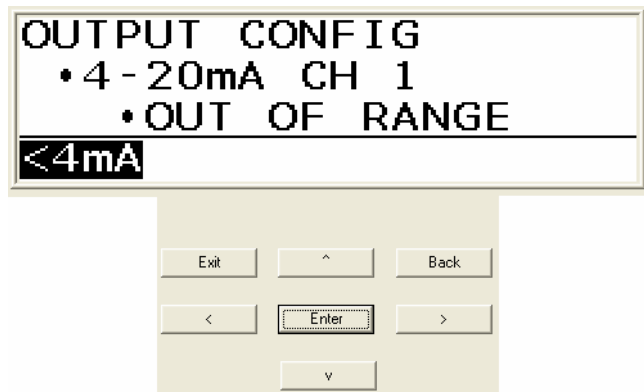 OUTPUT CONFIG
•4-20mA CH 1
•OUT OF RANGE
<4mA
Exit ^ Back
< Enter >
v